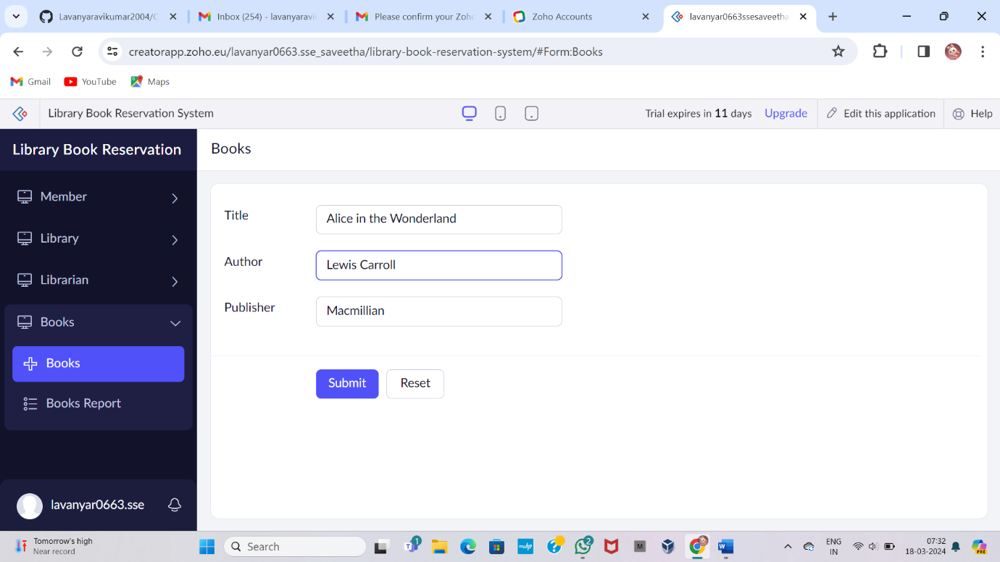 Lavanyaravikumar2004/C
Inbox (254) - lavanyaravi
Please confirm your Zoho
Zoho Accounts
lavanyar0663ssesaveetha
creatorapp.zoho.eu/lavanyar0663.sse_saveetha/library-book-reservation-system/#Form:Books
Gmail
YouTube
Maps
Library Book Reservation System
Trial expires in 11 days
Upgrade
Edit this application
Help
Library Book Reservation
Books
Member
Library
Librarian
Books
Books
Books Report
Title
Alice in the Wonderland
Author
Lewis Carroll
Publisher
Macmillian
Submit
Reset
lavanyar0663.sse
Tomorrow's high
Near record
Search
1
2
ENG
IN
07:32
18-03-2024
PRE